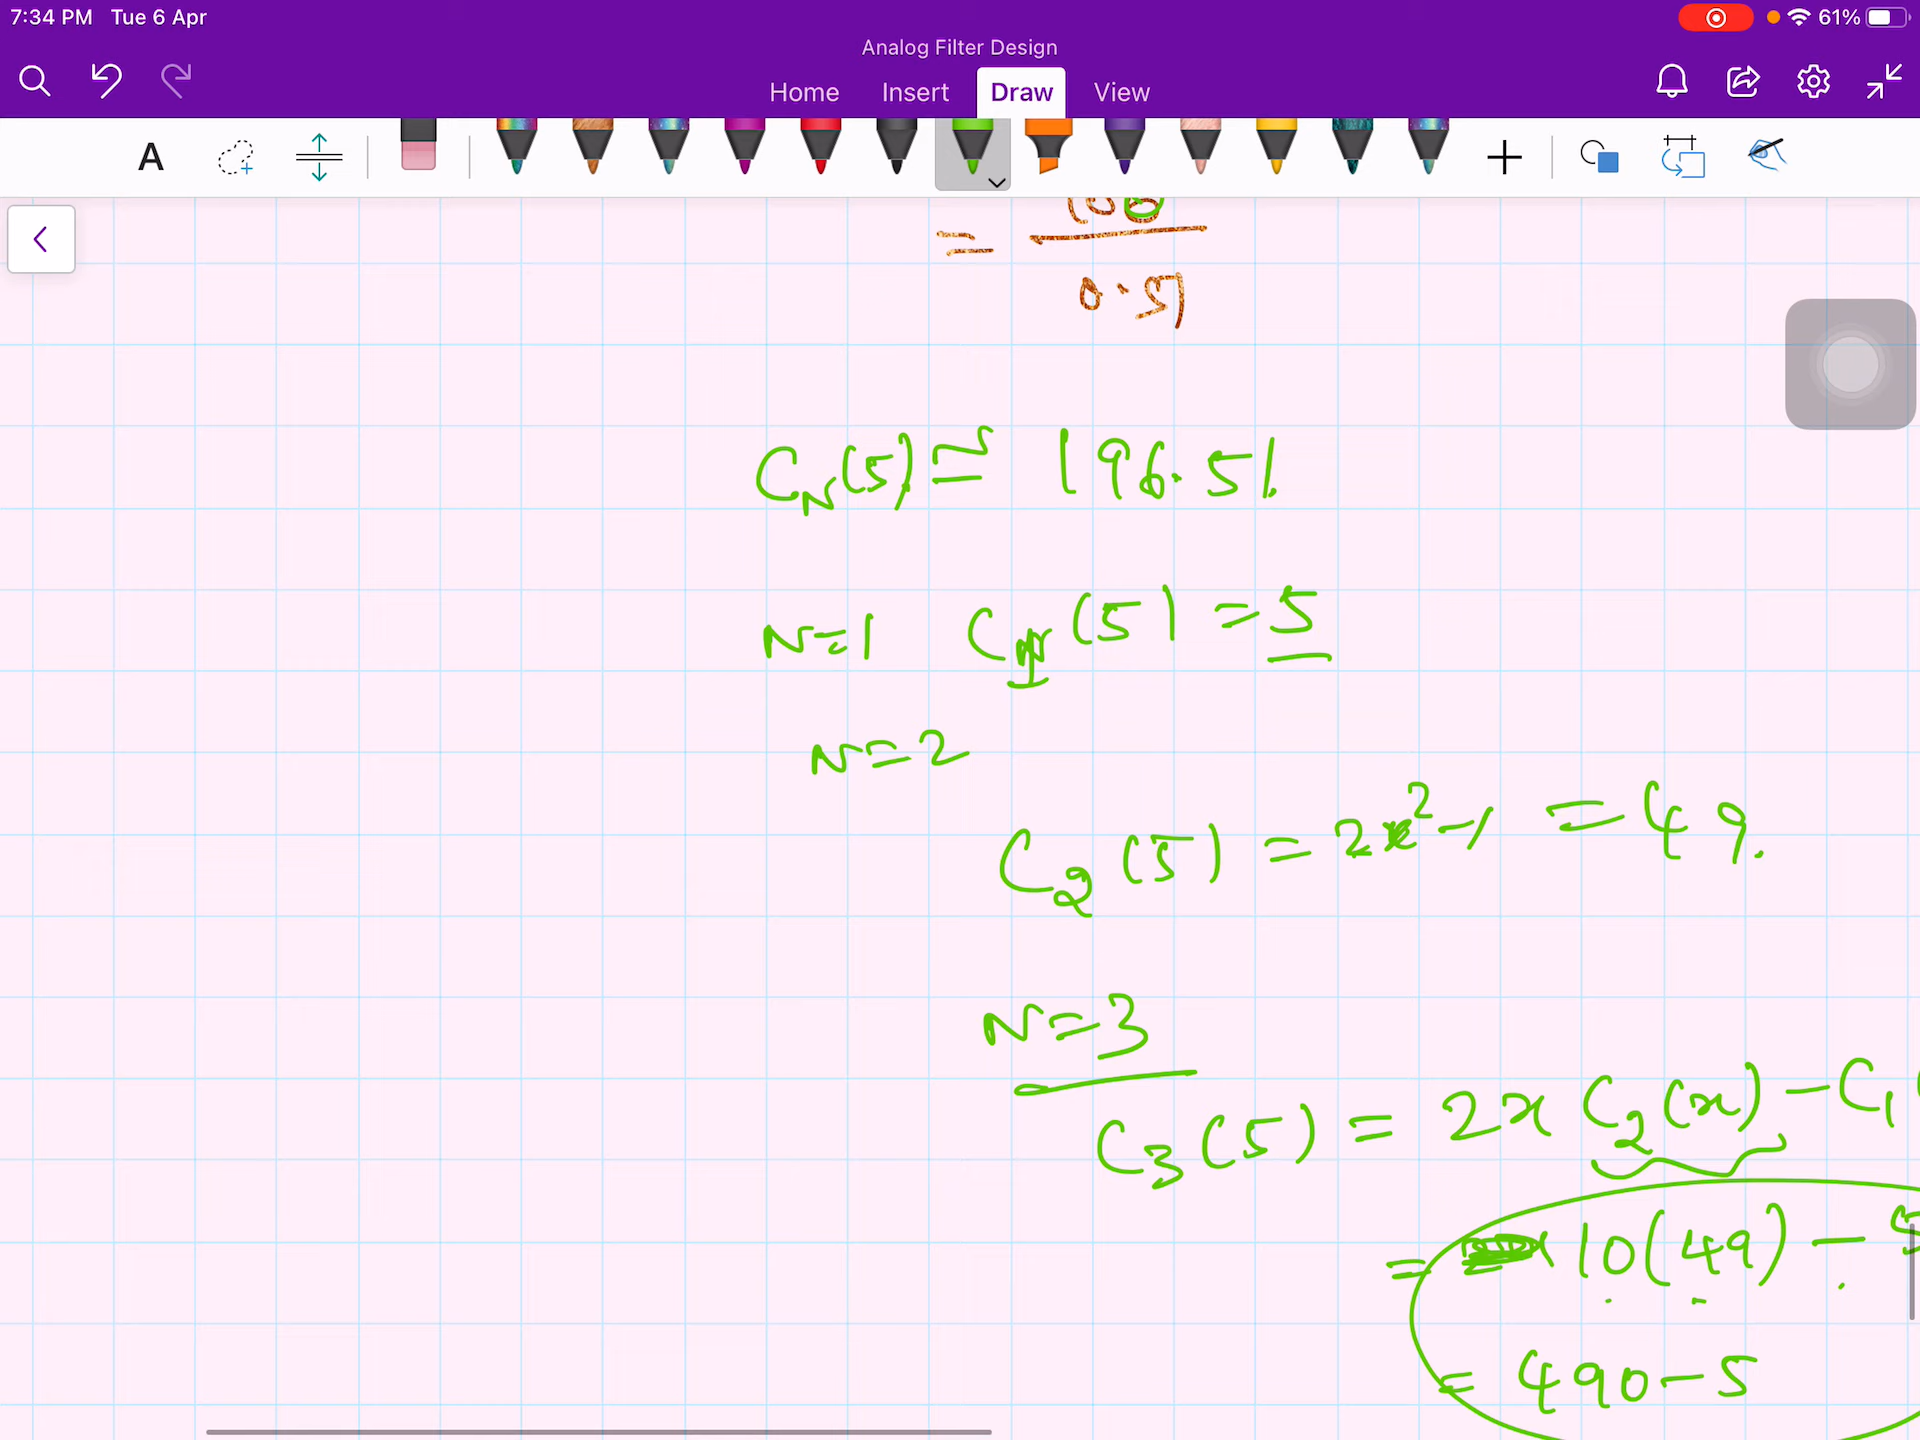 7:34 PM Tue 6 Apr 61%
Analog Filter Design
Home Insert Draw View
A
= 100
0.51
C_N(5) ≅ 196.51.
N=1 C_1(5) = 5
N=2
C_2(5) = 2x²-1 = 49.
N=3
C_3(5) = 2x C_2(x) - C_1(
= 10(49) - 5
= 490-5